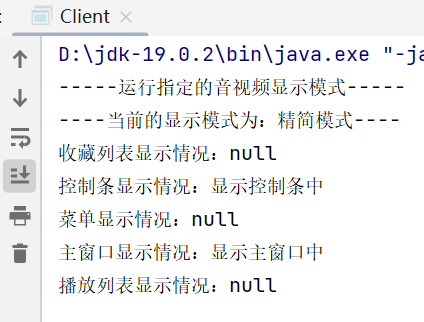 Client
D:\jdk-19.0.2\bin\java.exe "-ja
-----运行指定的音视频显示模式-----
----当前的显示模式为：精简模式----
收藏列表显示情况：null
控制条显示情况：显示控制条中
菜单显示情况：null
主窗口显示情况：显示主窗口中
播放列表显示情况：null